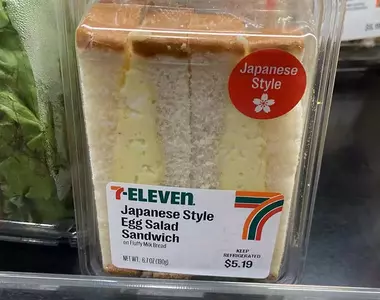 Japanese
Style
7-ELEVEN
Japanese Style
Egg Salad
Sandwich
on Fluffy Milk Bread
KEEP
REFRIGERATED
NET WT. 6.7 OZ (190g)
$5.19